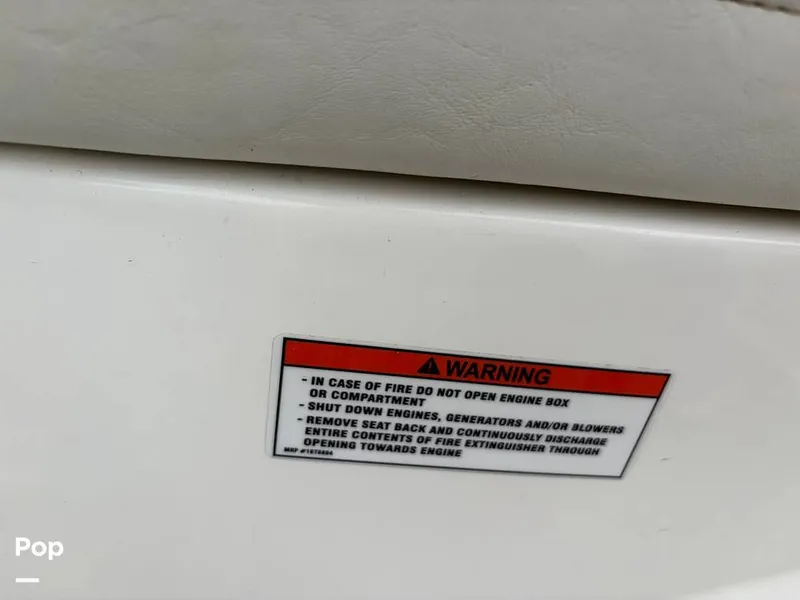 WARNING
- IN CASE OF FIRE DO NOT OPEN ENGINE BOX
OR COMPARTMENT
- SHUT DOWN ENGINES, GENERATORS AND/OR BLOWERS
- REMOVE SEAT BACK AND CONTINUOUSLY DISCHARGE
ENTIRE CONTENTS OF FIRE EXTINGUISHER THROUGH
OPENING TOWARDS ENGINE
Pop